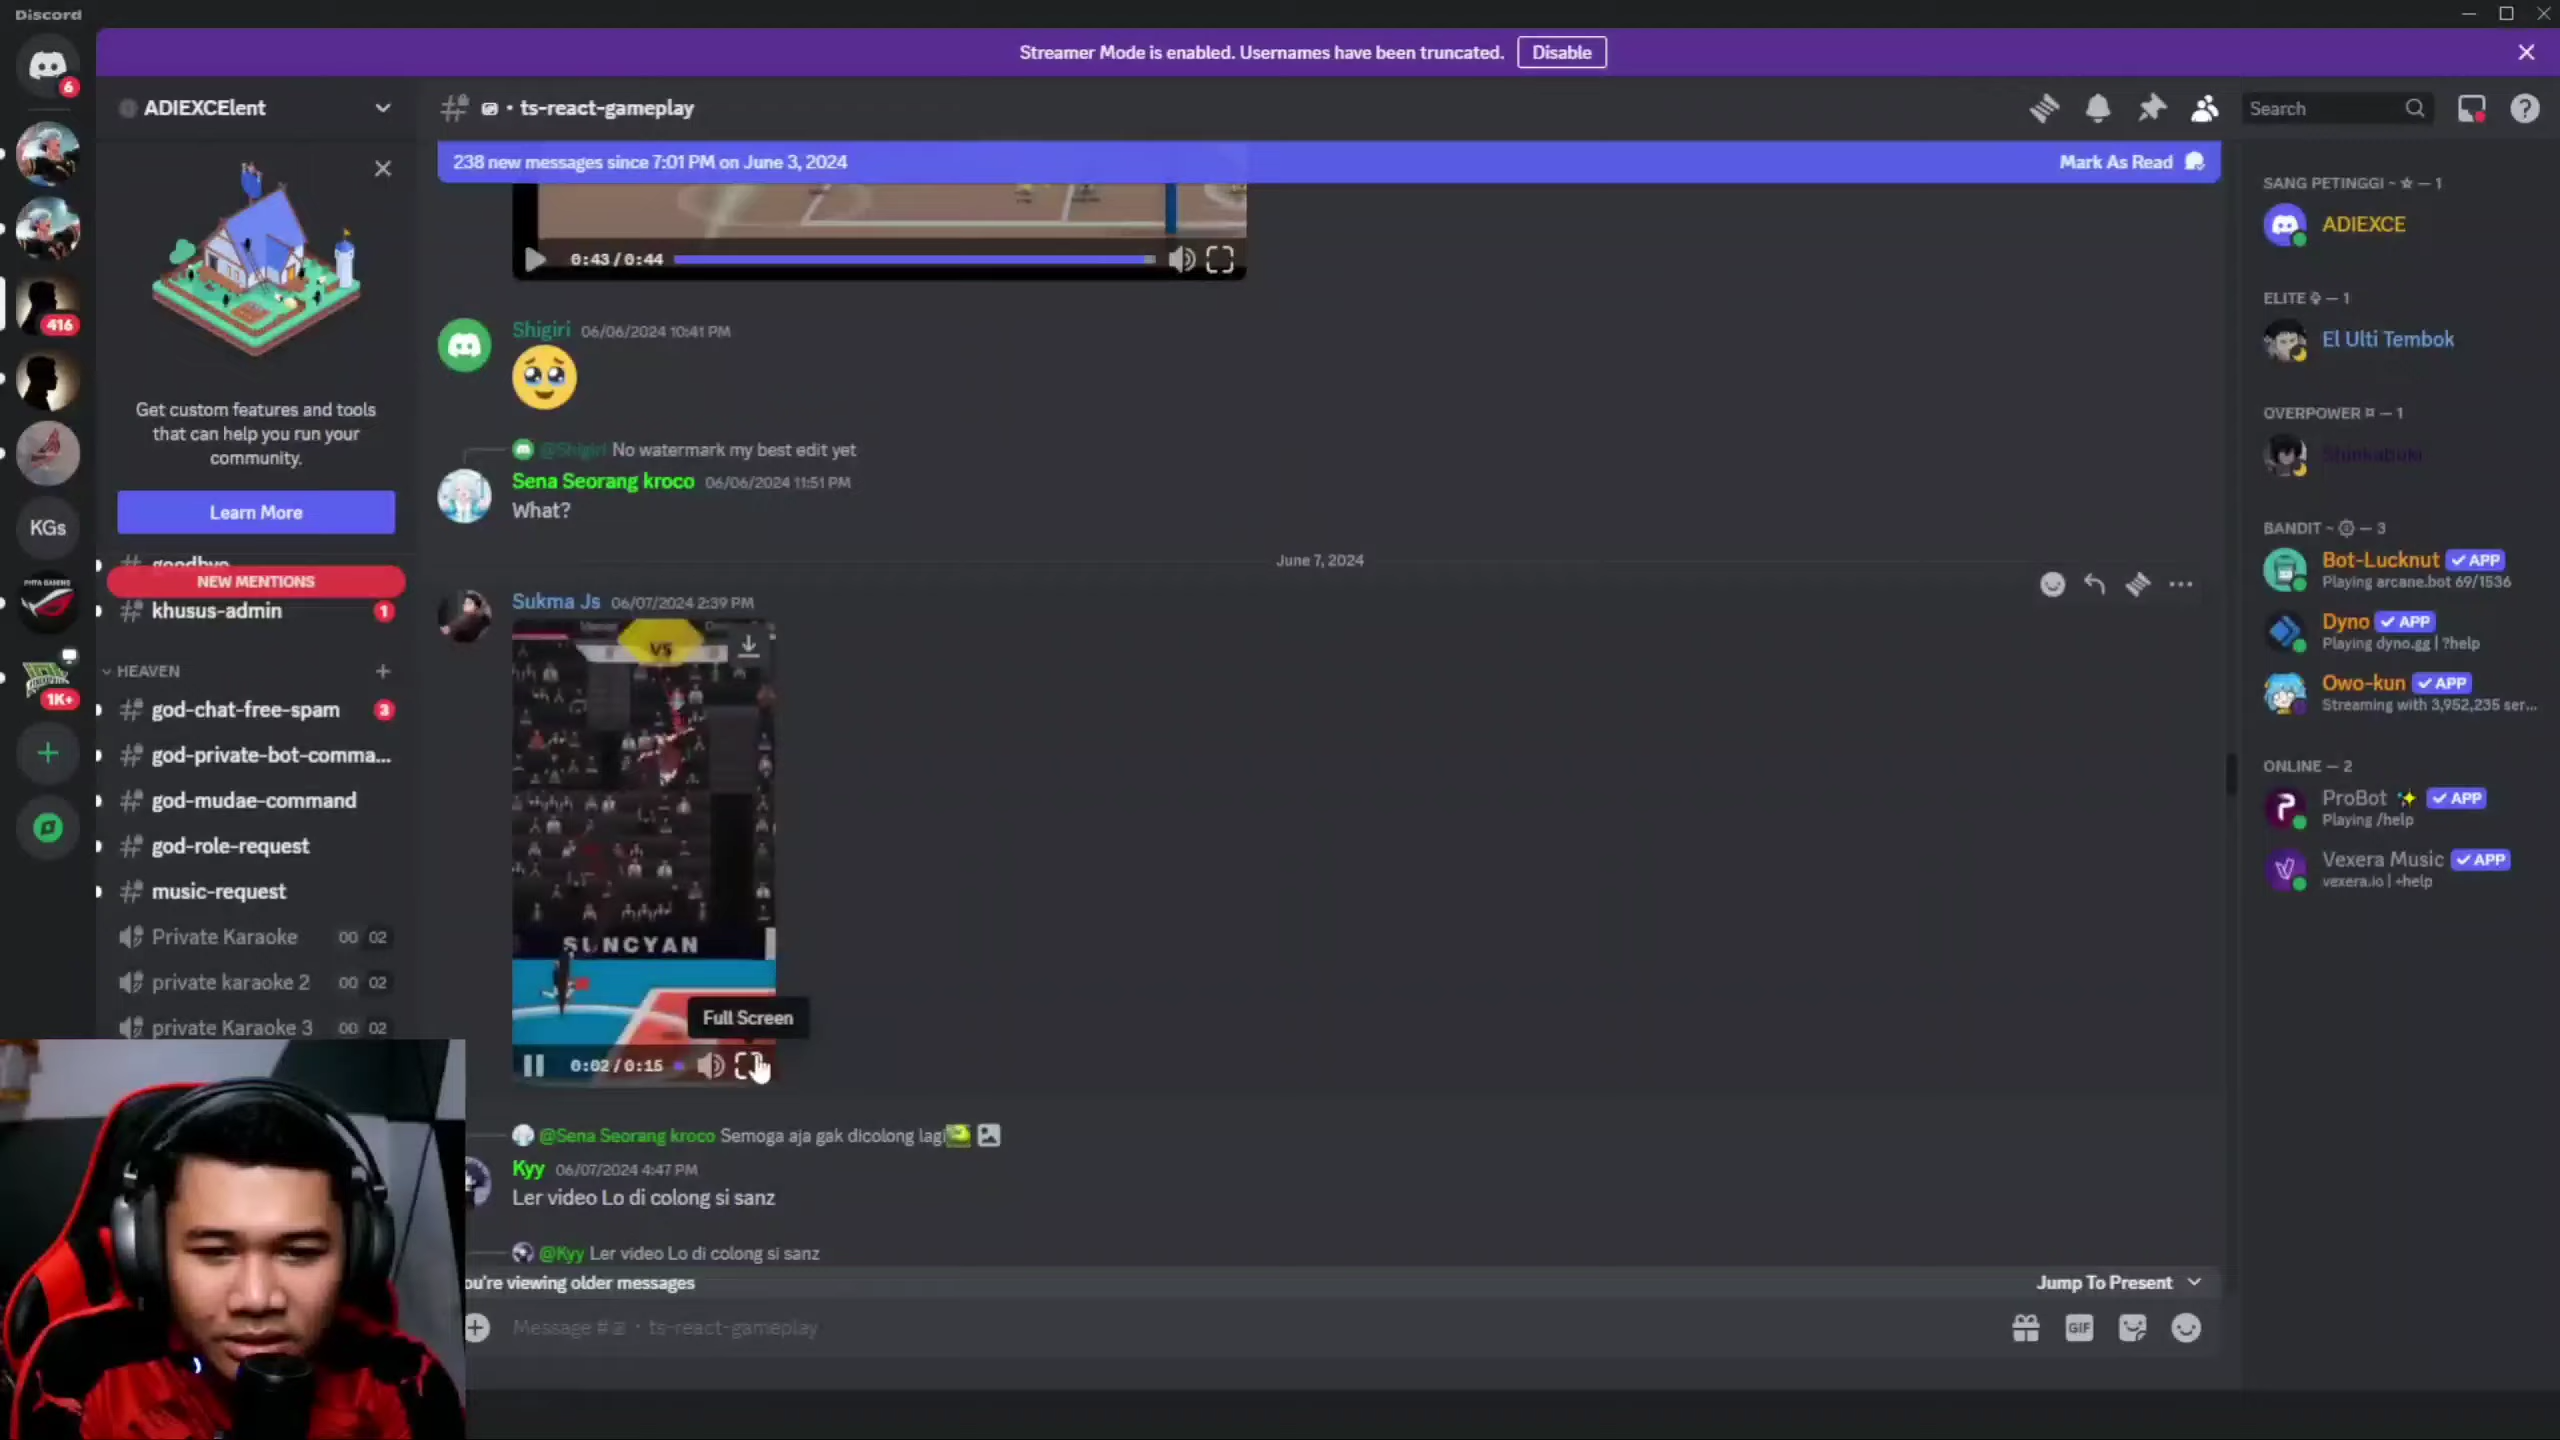 Discord
Streamer Mode is enabled. Usernames have been truncated.
Disable
6
416
KGs
1K+
ADIEXCElent
Get custom features and tools
that can help you run your
community.
Learn More
goodbye
NEW MENTIONS
khusus-admin 1
HEAVEN
god-chat-free-spam 3
god-private-bot-comma...
god-mudae-command
god-role-request
music-request
Private Karaoke 00 02
private karaoke 2 00 02
private Karaoke 3 00 02
ts-react-gameplay
Search
238 new messages since 7:01 PM on June 3, 2024
Mark As Read
0:43 / 0:44
Shigiri 06/06/2024 10:41 PM
@Shigiri No watermark my best edit yet
Sena Seorang kroco 06/06/2024 11:51 PM
What?
June 7, 2024
Sukma Js 06/07/2024 2:39 PM
VS
SUNCYAN
Full Screen
0:02 / 0:15
@Sena Seorang kroco Semoga aja gak dicolong lagi
Kyy 06/07/2024 4:47 PM
Ler video Lo di colong si sanz
@Kyy Ler video Lo di colong si sanz
ou're viewing older messages
Jump To Present
Message # · ts-react-gameplay
GIF
SANG PETINGGI ~ ☆ — 1
ADIEXCE
ELITE — 1
El Ulti Tembok
OVERPOWER ¤ — 1
BANDIT ~ — 3
Bot-Lucknut ✓ APP
Playing arcane.bot 69/1536
Dyno ✓ APP
Playing dyno.gg | ?help
Owo-kun ✓ APP
Streaming with 3,952,235 ser...
ONLINE — 2
ProBot ✨ ✓ APP
Playing /help
Vexera Music ✓ APP
vexera.io | +help